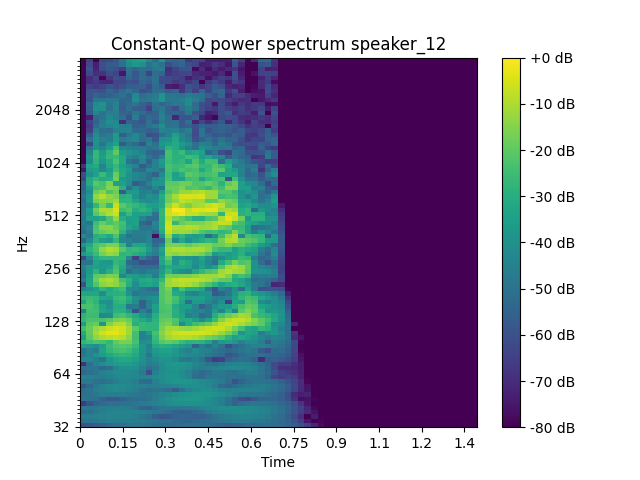 Constant-Q power spectrum speaker_12
Hz
2048
1024
512
256
128
64
32
0 0.15 0.3 0.45 0.6 0.75 0.9 1.1 1.2 1.4
Time
+0 dB
-10 dB
-20 dB
-30 dB
-40 dB
-50 dB
-60 dB
-70 dB
-80 dB